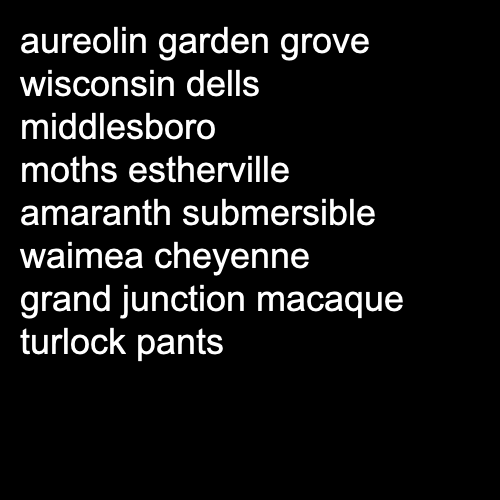 aureolin garden grove
wisconsin dells
middlesboro
moths estherville
amaranth submersible
waimea cheyenne
grand junction macaque
turlock pants